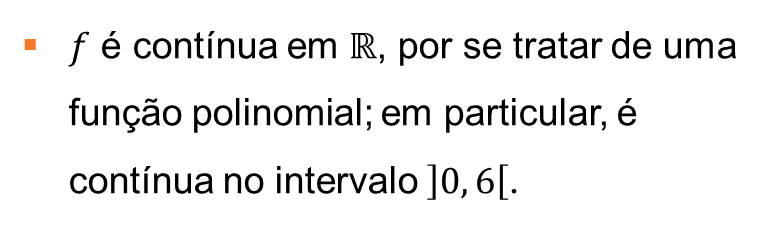 ▪ 𝑓 é contínua em ℝ, por se tratar de uma
função polinomial; em particular, é
contínua no intervalo ]0, 6[.